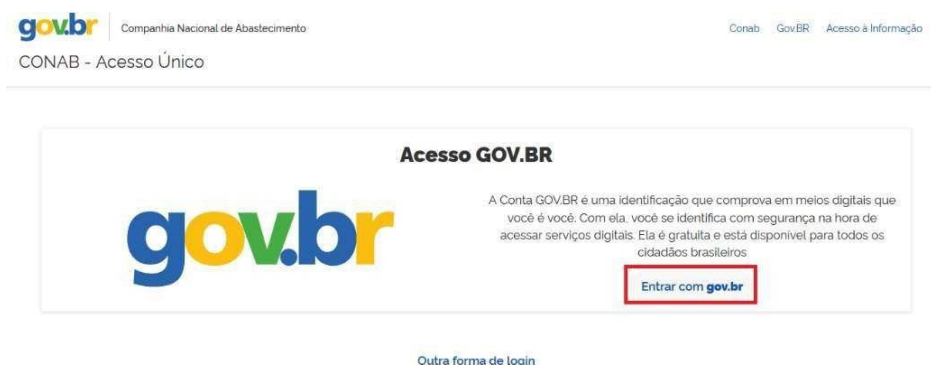 gov.br Companhia Nacional de Abastecimento Conab Gov.BR Acesso à Informação
CONAB - Acesso Único
Acesso GOV.BR
gov.br
A Conta GOV.BR é uma identificação que comprova em meios digitais que
você é você. Com ela, você se identifica com segurança na hora de
acessar serviços digitais. Ela é gratuita e está disponível para todos os
cidadãos brasileiros
Entrar com gov.br
Outra forma de login